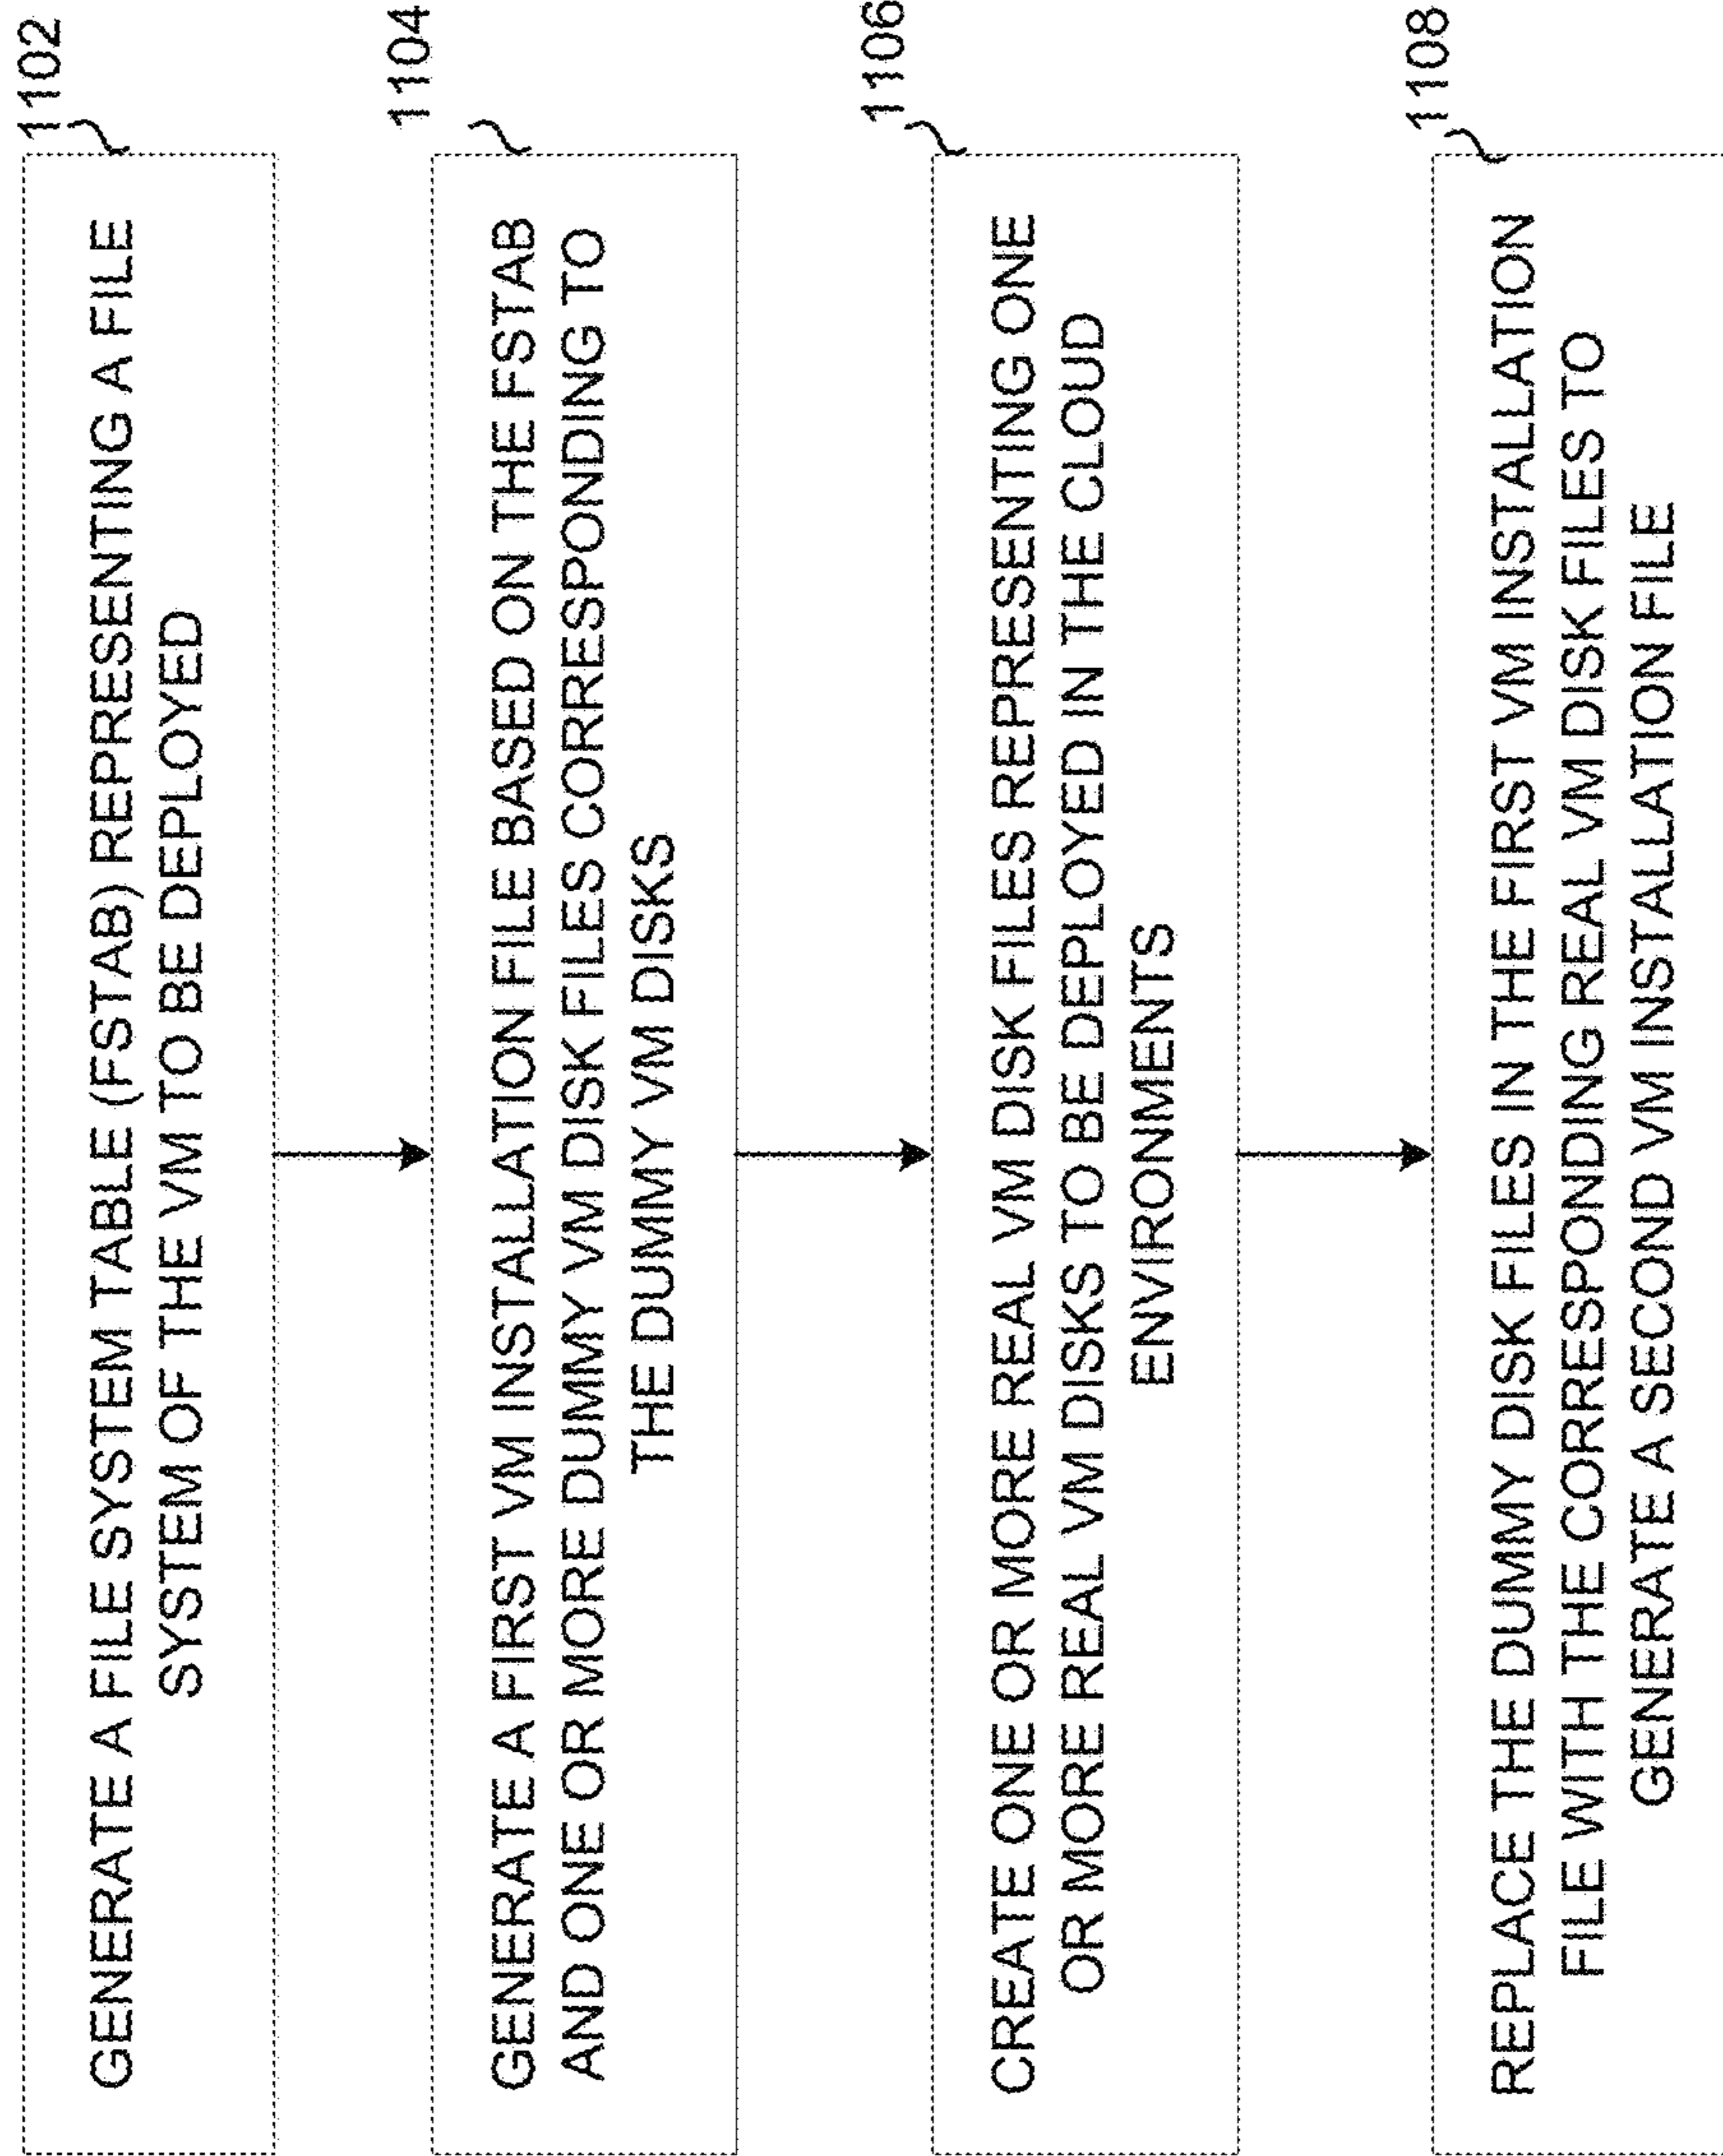 1102
GENERATE A FILE SYSTEM TABLE (FSTAB) REPRESENTING A FILE
SYSTEM OF THE VM TO BE DEPLOYED
1104
GENERATE A FIRST VM INSTALLATION FILE BASED ON THE FSTAB
AND ONE OR MORE DUMMY VM DISK FILES CORRESPONDING TO
THE DUMMY VM DISKS
1106
CREATE ONE OR MORE REAL VM DISK FILES REPRESENTING ONE
OR MORE REAL VM DISKS TO BE DEPLOYED IN THE CLOUD
ENVIRONMENTS
1108
REPLACE THE DUMMY DISK FILES IN THE FIRST VM INSTALLATION
FILE WITH THE CORRESPONDING REAL VM DISK FILES TO
GENERATE A SECOND VM INSTALLATION FILE